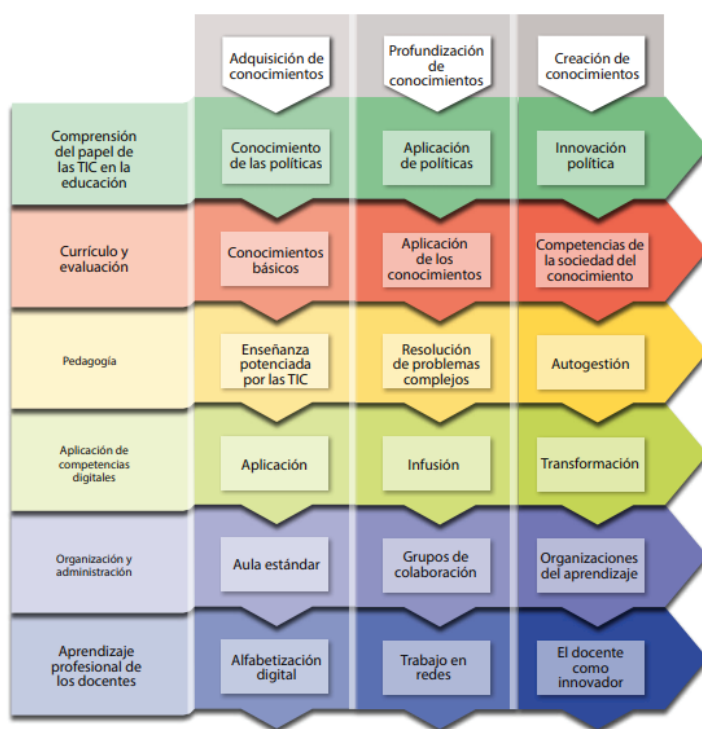 Adquisición de
conocimientos
Profundización
de
conocimientos
Creación de
conocimientos
Comprensión
del papel de
las TIC en la
educación
Conocimiento
de las políticas
Aplicación
de políticas
Innovación
política
Currículo y
evaluación
Conocimientos
básicos
Aplicación
de los
conocimientos
Competencias de
la sociedad del
conocimiento
Pedagogía
Enseñanza
potenciada
por las TIC
Resolución
de problemas
complejos
Autogestión
Aplicación de
competencias
digitales
Aplicación
Infusión
Transformación
Organización y
administración
Aula estándar
Grupos de
colaboración
Organizaciones
del aprendizaje
Aprendizaje
profesional de
los docentes
Alfabetización
digital
Trabajo en
redes
El docente
como
innovador